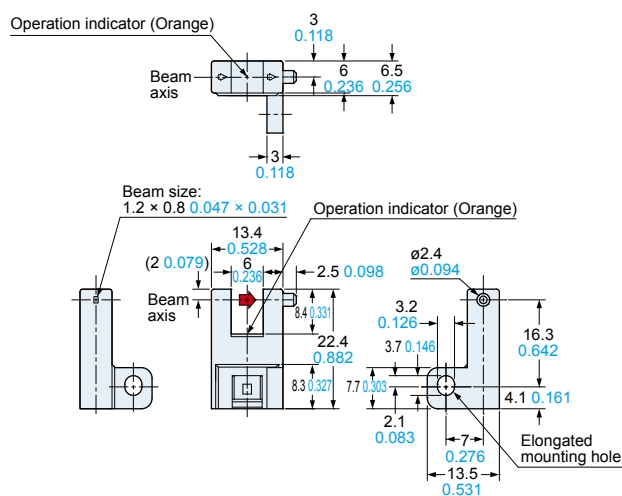 Operation indicator (Orange)
3
0.118
Beam
axis
6
0.236
6.5
0.256
3
0.118
Beam size:
1.2 × 0.8 0.047 × 0.031
Operation indicator (Orange)
13.4
0.528
(2 0.079)
6
0.236
2.5 0.098
ø2.4
ø0.094
Beam
axis
8.4 0.331
3.2
0.126
16.3
0.642
22.4
0.882
3.7 0.146
8.3 0.327
7.7 0.303
4.1 0.161
2.1
0.083
7
0.276
Elongated
mounting hole
13.5
0.531